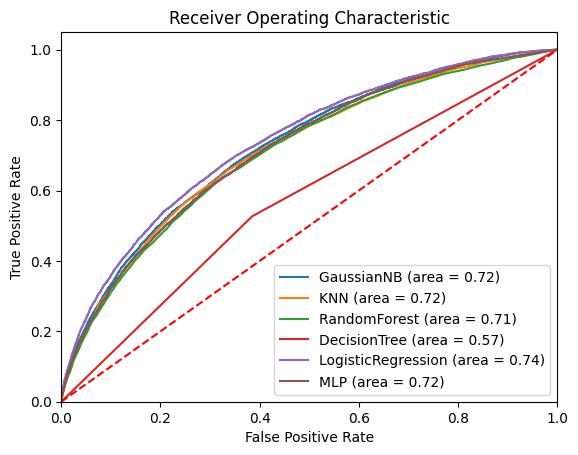 Receiver Operating Characteristic
True Positive Rate
1.0
0.8
0.6
0.4
0.2
0.0
GaussianNB (area = 0.72)
KNN (area = 0.72)
RandomForest (area = 0.71)
DecisionTree (area = 0.57)
LogisticRegression (area = 0.74)
MLP (area = 0.72)
0.0 0.2 0.4 0.6 0.8 1.0
False Positive Rate